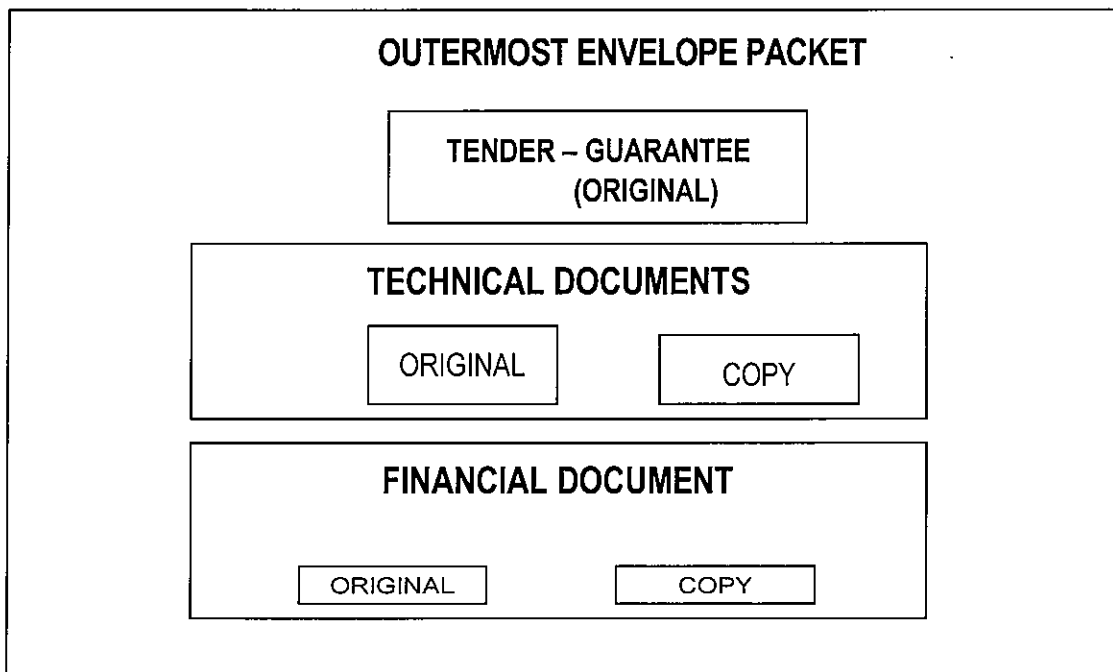 OUTERMOST ENVELOPE PACKET
TENDER – GUARANTEE
(ORIGINAL)
TECHNICAL DOCUMENTS
ORIGINAL
COPY
FINANCIAL DOCUMENT
ORIGINAL
COPY